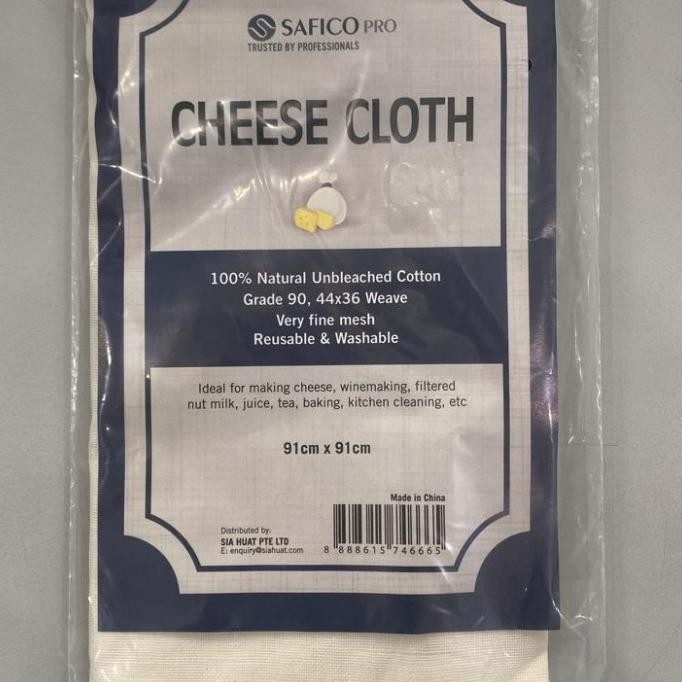 SAFICO PRO
TRUSTED BY PROFESSIONALS
CHEESE CLOTH
100% Natural Unbleached Cotton
Grade 90, 44x36 Weave
Very fine mesh
Reusable & Washable
Ideal for making cheese, winemaking, filtered
nut milk, juice, tea, baking, kitchen cleaning, etc
91cm x 91cm
Made in China
Distributed by:
SIA HUAT PTE LTD
E: enquiry@siahuat.com
8 888615 746665